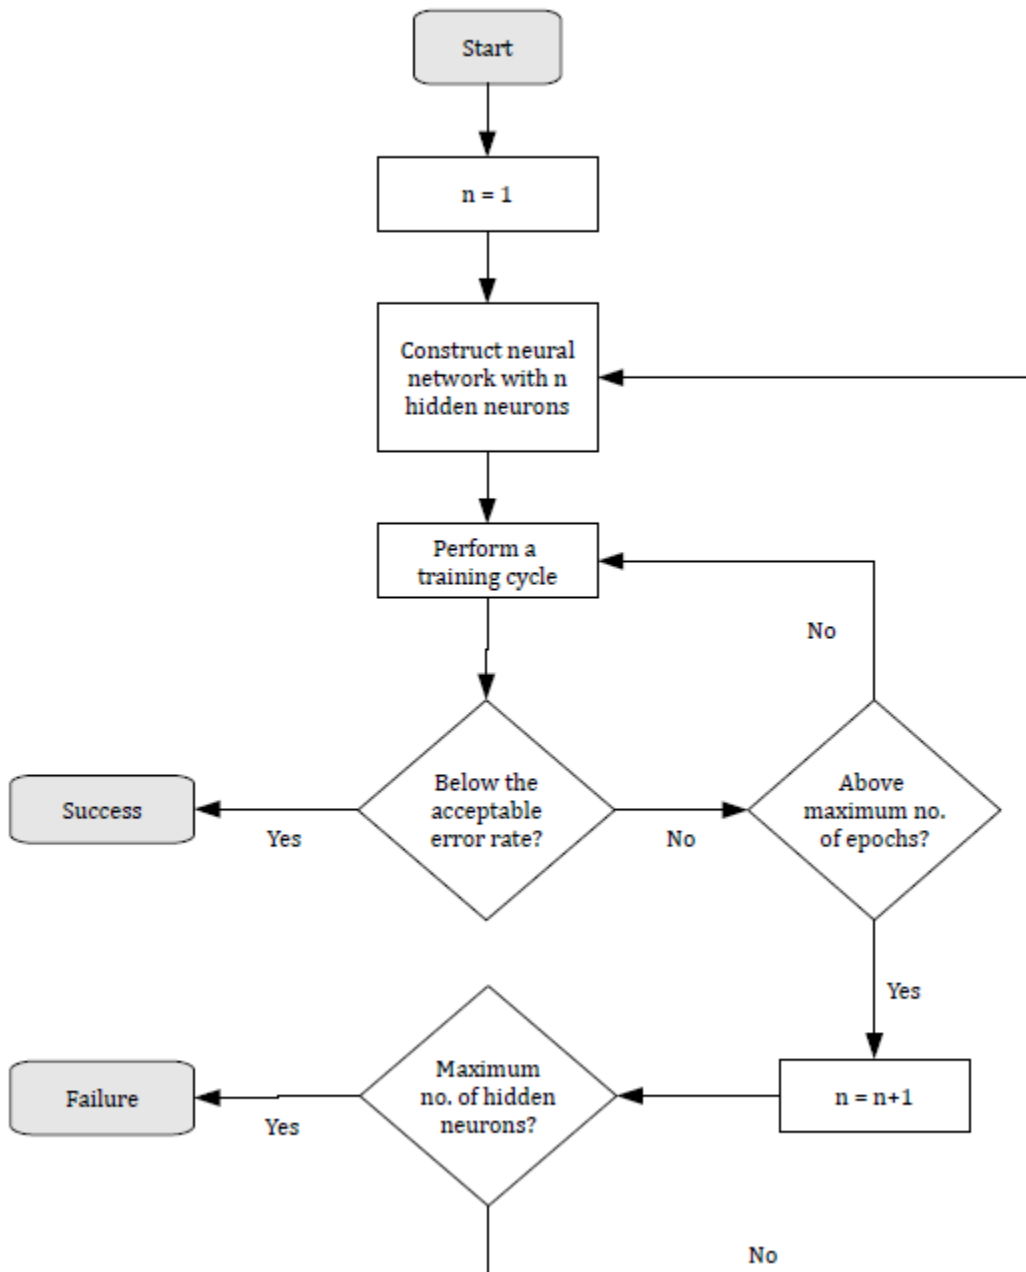 Start
n = 1
Construct neural
network with n
hidden neurons
Perform a
training cycle
No
Below the
acceptable
error rate?
Above
maximum no.
of epochs?
Success
Yes
No
Yes
Maximum
no. of hidden
neurons?
n = n+1
Failure
Yes
No